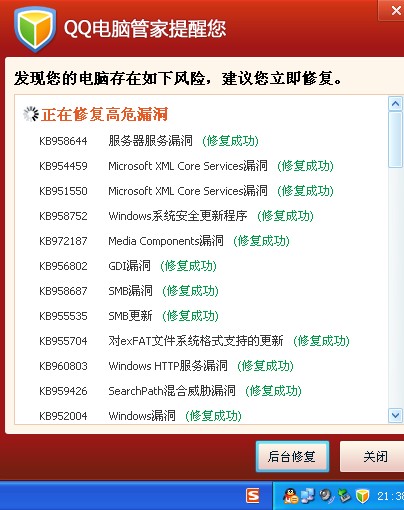 QQ电脑管家提醒您
发现您的电脑存在如下风险，建议您立即修复。
正在修复高危漏洞
KB958644 服务器服务漏洞 (修复成功)
KB954459 Microsoft XML Core Services漏洞 (修复成功)
KB951550 Microsoft XML Core Services漏洞 (修复成功)
KB958752 Windows系统安全更新程序 (修复成功)
KB972187 Media Components漏洞 (修复成功)
KB956802 GDI漏洞 (修复成功)
KB958687 SMB漏洞 (修复成功)
KB955535 SMB更新 (修复成功)
KB955704 对exFAT文件系统格式支持的更新 (修复成功)
KB960803 Windows HTTP服务漏洞 (修复成功)
KB959426 SearchPath混合威胁漏洞 (修复成功)
KB952004 Windows漏洞 (修复成功)
后台修复 关闭
S